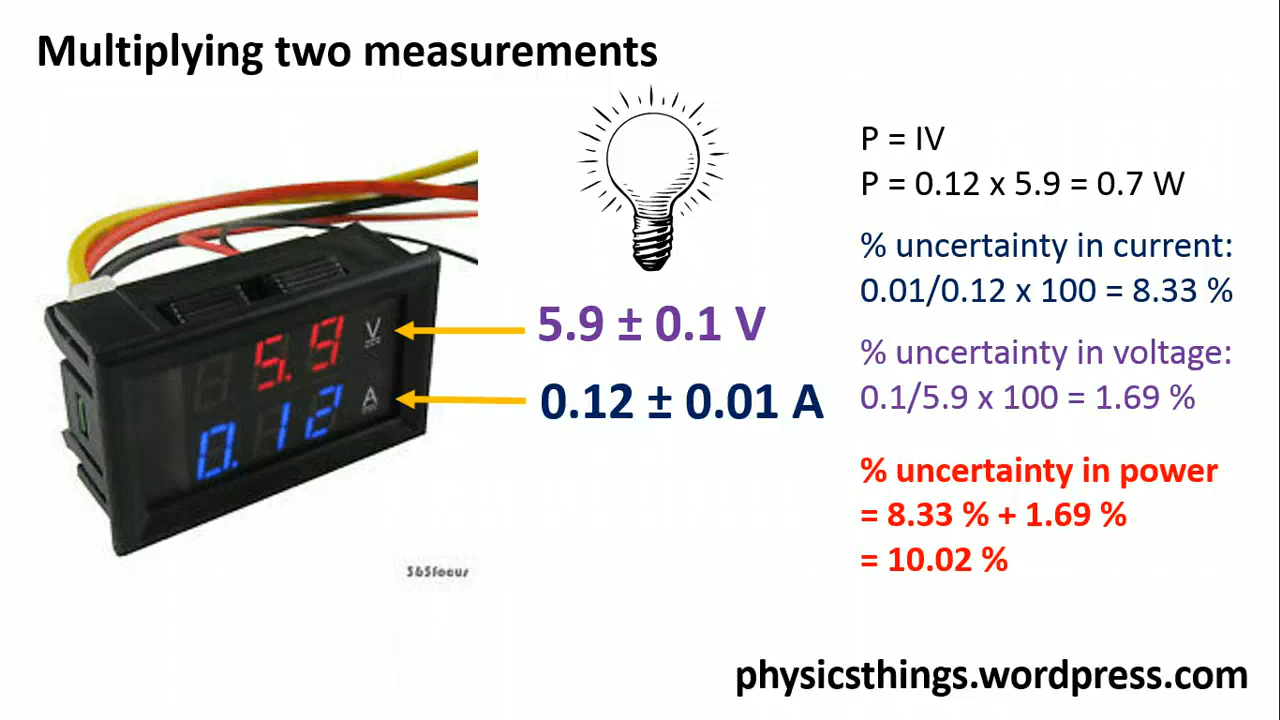 Multiplying two measurements
P = IV
P = 0.12 x 5.9 = 0.7 W
% uncertainty in current:
0.01/0.12 x 100 = 8.33 %
% uncertainty in voltage:
0.1/5.9 x 100 = 1.69 %
% uncertainty in power
= 8.33 % + 1.69 %
= 10.02 %
5.9 ± 0.1 V
0.12 ± 0.01 A
5.9 V
0.12 A
365focus
physicsthings.wordpress.com